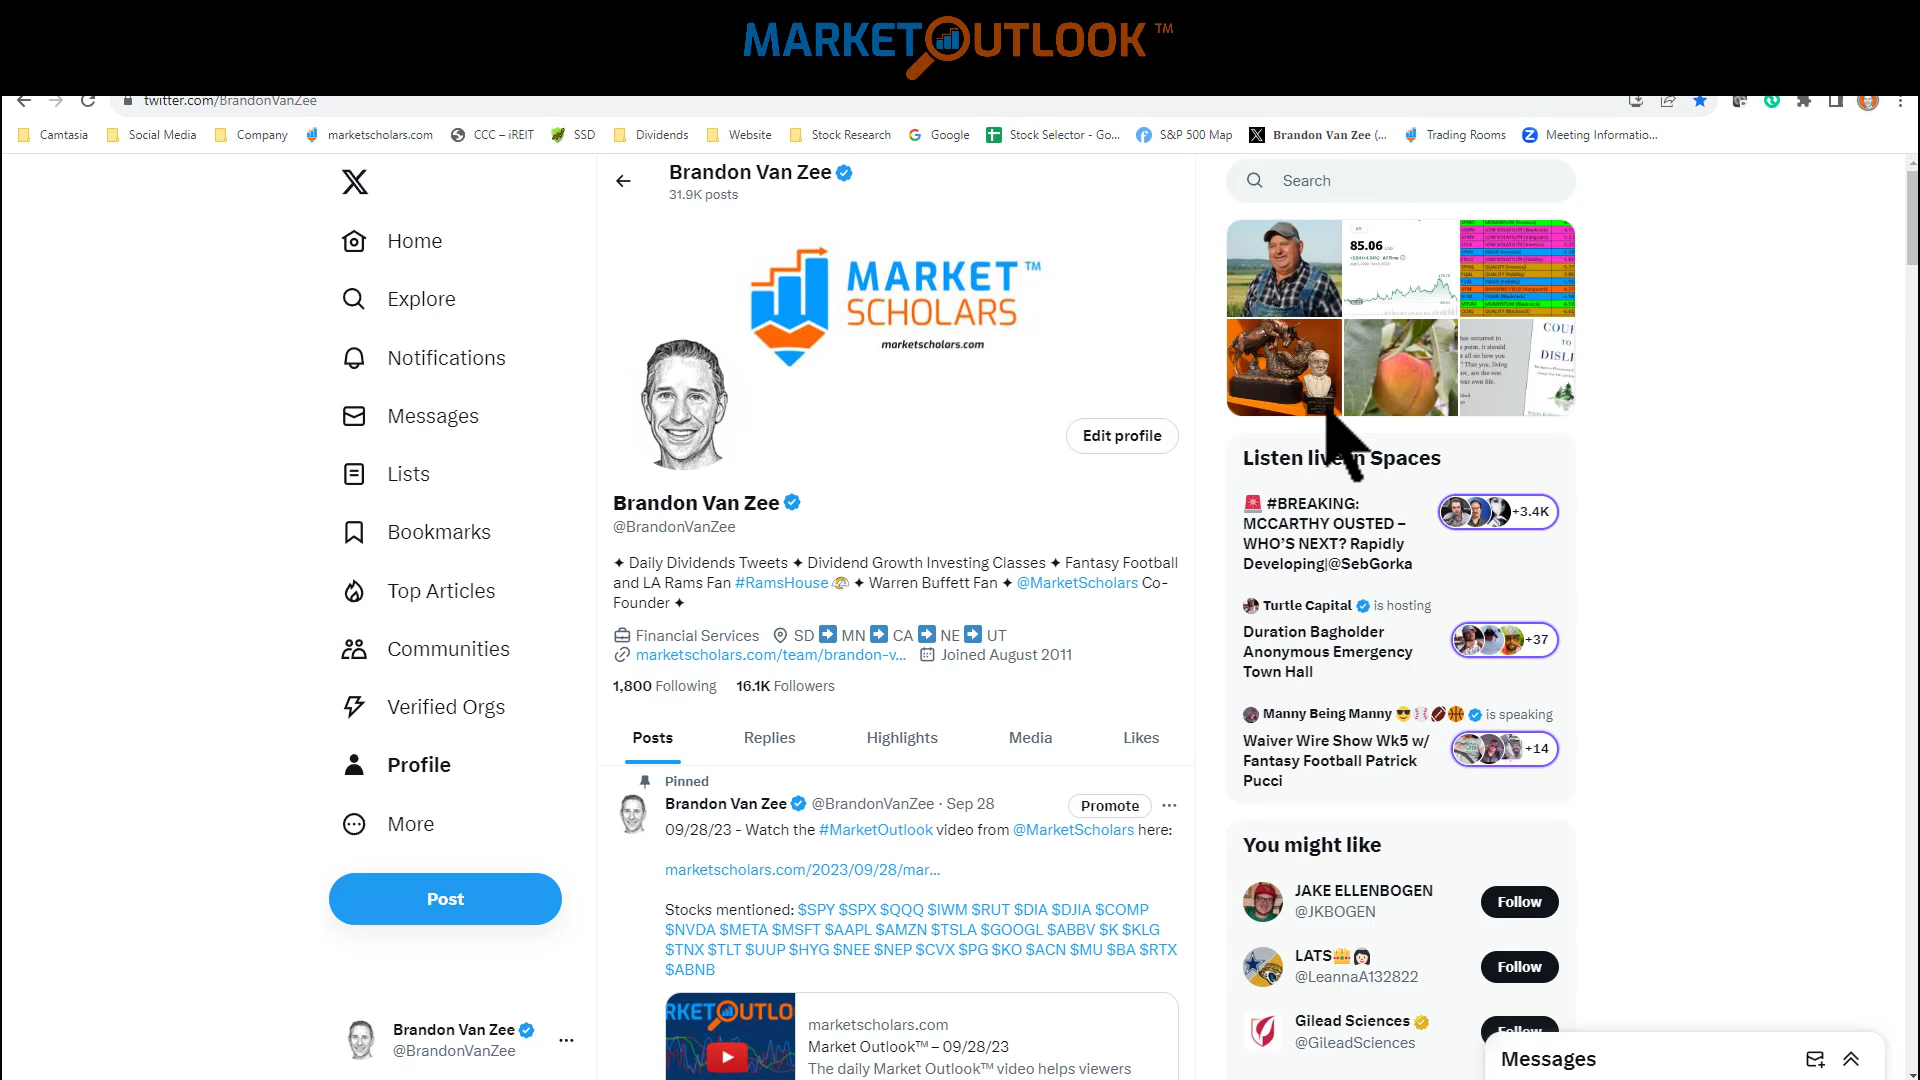 MARKETOUTLOOK™
twitter.com/BrandonVanZee
Camtasia
Social Media
Company
marketscholars.com
CCC – iREIT
SSD
Dividends
Website
Stock Research
Google
Stock Selector - Go...
S&P 500 Map
Brandon Van Zee (...
Trading Rooms
Meeting Informatio...
Home
Explore
Notifications
Messages
Lists
Bookmarks
Top Articles
Communities
Verified Orgs
Profile
More
Post
Brandon Van Zee
@BrandonVanZee
Brandon Van Zee
31.9K posts
MARKET™
SCHOLARS
marketscholars.com
Edit profile
Brandon Van Zee
@BrandonVanZee
✦ Daily Dividends Tweets ✦ Dividend Growth Investing Classes ✦ Fantasy Football
and LA Rams Fan #RamsHouse ✦ Warren Buffett Fan ✦ @MarketScholars Co-
Founder ✦
Financial Services SD ➡ MN ➡ CA ➡ NE ➡ UT
marketscholars.com/team/brandon-v... Joined August 2011
1,800 Following 16.1K Followers
Posts Replies Highlights Media Likes
Pinned
Brandon Van Zee @BrandonVanZee · Sep 28
Promote
09/28/23 - Watch the #MarketOutlook video from @MarketScholars here:
marketscholars.com/2023/09/28/mar...
Stocks mentioned: $SPY $SPX $QQQ $IWM $RUT $DIA $DJIA $COMP
$NVDA $META $MSFT $AAPL $AMZN $TSLA $GOOGL $ABBV $K $KLG
$TNX $TLT $UUP $HYG $NEE $NEP $CVX $PG $KO $ACN $MU $BA $RTX
$ABNB
RKETOUTLO
marketscholars.com
Market Outlook™ – 09/28/23
The daily Market Outlook™ video helps viewers
Search
85.06
COU
TO
DISLI
Listen live in Spaces
🚨 #BREAKING:
MCCARTHY OUSTED –
WHO'S NEXT? Rapidly
Developing|@SebGorka
+3.4K
Turtle Capital is hosting
Duration Bagholder
Anonymous Emergency
Town Hall
+37
Manny Being Manny 😎⚾🏈🏀 is speaking
Waiver Wire Show Wk5 w/
Fantasy Football Patrick
Pucci
+14
You might like
JAKE ELLENBOGEN
@JKBOGEN
Follow
LATS
@LeannaA132822
Follow
Gilead Sciences
@GileadSciences
Follow
Messages